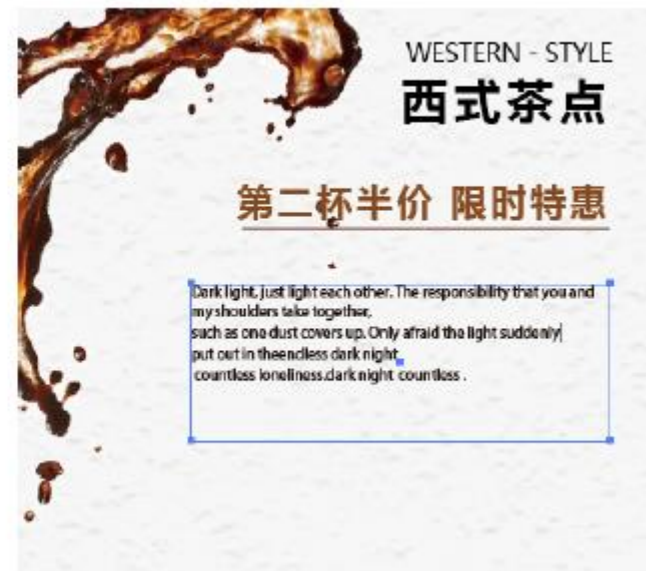 WESTERN - STYLE
西式茶点
第二杯半价 限时特惠
Dark light, just light each other. The responsibility that you and
my shoulders take together,
such as one dust covers up. Only afraid the light suddenly
put out in theendless dark night
countless loneliness.dark night countless .